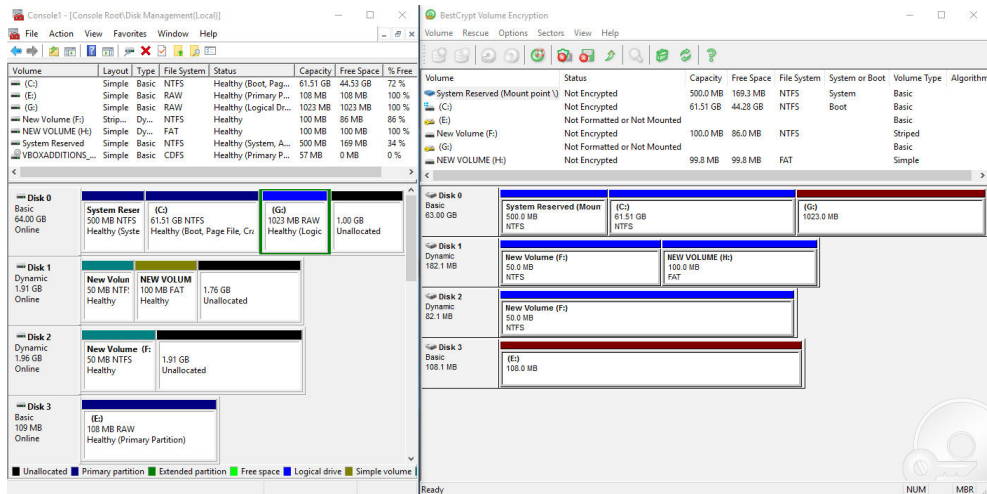 Console1 - [Console Root\Disk Management(Local)]
File Action View Favorites Window Help
Volume Layout Type File System Status Capacity Free Space % Free
(C:) Simple Basic NTFS Healthy (Boot, Pag... 61.51 GB 44.53 GB 72 %
(E:) Simple Basic RAW Healthy (Primary P... 108 MB 108 MB 100 %
(G:) Simple Basic RAW Healthy (Logical Dr... 1023 MB 1023 MB 100 %
New Volume (F:) Strip... Dy... NTFS Healthy 100 MB 86 MB 86 %
NEW VOLUME (H:) Simple Dy... FAT Healthy 100 MB 100 MB 100 %
System Reserved Simple Basic NTFS Healthy (System, A... 500 MB 169 MB 34 %
VBOXADDITIONS_... Simple Basic CDFS Healthy (Primary P... 57 MB 0 MB 0 %
Disk 0
Basic
64.00 GB
Online
System Reser
500 MB NTFS
Healthy (Syste
(C:)
61.51 GB NTFS
Healthy (Boot, Page File, Cra
(G:)
1023 MB RAW
Healthy (Logic
1.00 GB
Unallocated
Disk 1
Dynamic
1.91 GB
Online
New Volun
50 MB NTF:
Healthy
NEW VOLUM
100 MB FAT
Healthy
1.76 GB
Unallocated
Disk 2
Dynamic
1.96 GB
Online
New Volume (F:
50 MB NTFS
Healthy
1.91 GB
Unallocated
Disk 3
Basic
109 MB
Online
(E:)
108 MB RAW
Healthy (Primary Partition)
Unallocated Primary partition Extended partition Free space Logical drive Simple volume
BestCrypt Volume Encryption
Volume Rescue Options Sectors View Help
Volume Status Capacity Free Space File System System or Boot Volume Type Algorithm
System Reserved (Mount point \) Not Encrypted 500.0 MB 169.3 MB NTFS System Basic
(C:) Not Encrypted 61.51 GB 44.28 GB NTFS Boot Basic
(E:) Not Formatted or Not Mounted Basic
New Volume (F:) Not Encrypted 100.0 MB 86.0 MB NTFS Striped
(G:) Not Formatted or Not Mounted Basic
NEW VOLUME (H:) Not Encrypted 99.8 MB 99.8 MB FAT Simple
Disk 0
Basic
63.00 GB
System Reserved (Moun
500.0 MB
NTFS
(C:)
61.51 GB
NTFS
(G:)
1023.0 MB
Disk 1
Dynamic
182.1 MB
New Volume (F:)
50.0 MB
NTFS
NEW VOLUME (H:)
100.0 MB
FAT
Disk 2
Dynamic
82.1 MB
New Volume (F:)
50.0 MB
NTFS
Disk 3
Basic
108.1 MB
(E:)
108.0 MB
Ready NUM MBR